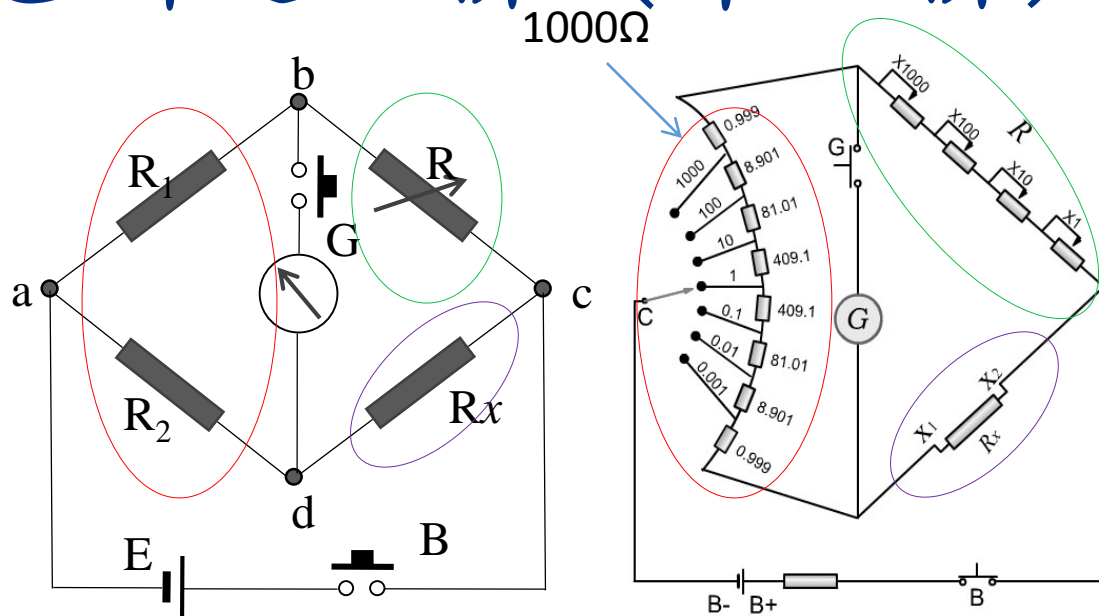 1000Ω
b
R₁
R
G
a
c
R₂
Rx
d
E
B
0.999
8.901
81.01
409.1
409.1
81.01
8.901
0.999
1000
100
10
1
0.1
0.01
0.001
C
G
G
X1000
X100
X10
X1
R
X₂
X₁
Rx
B-
B+
B